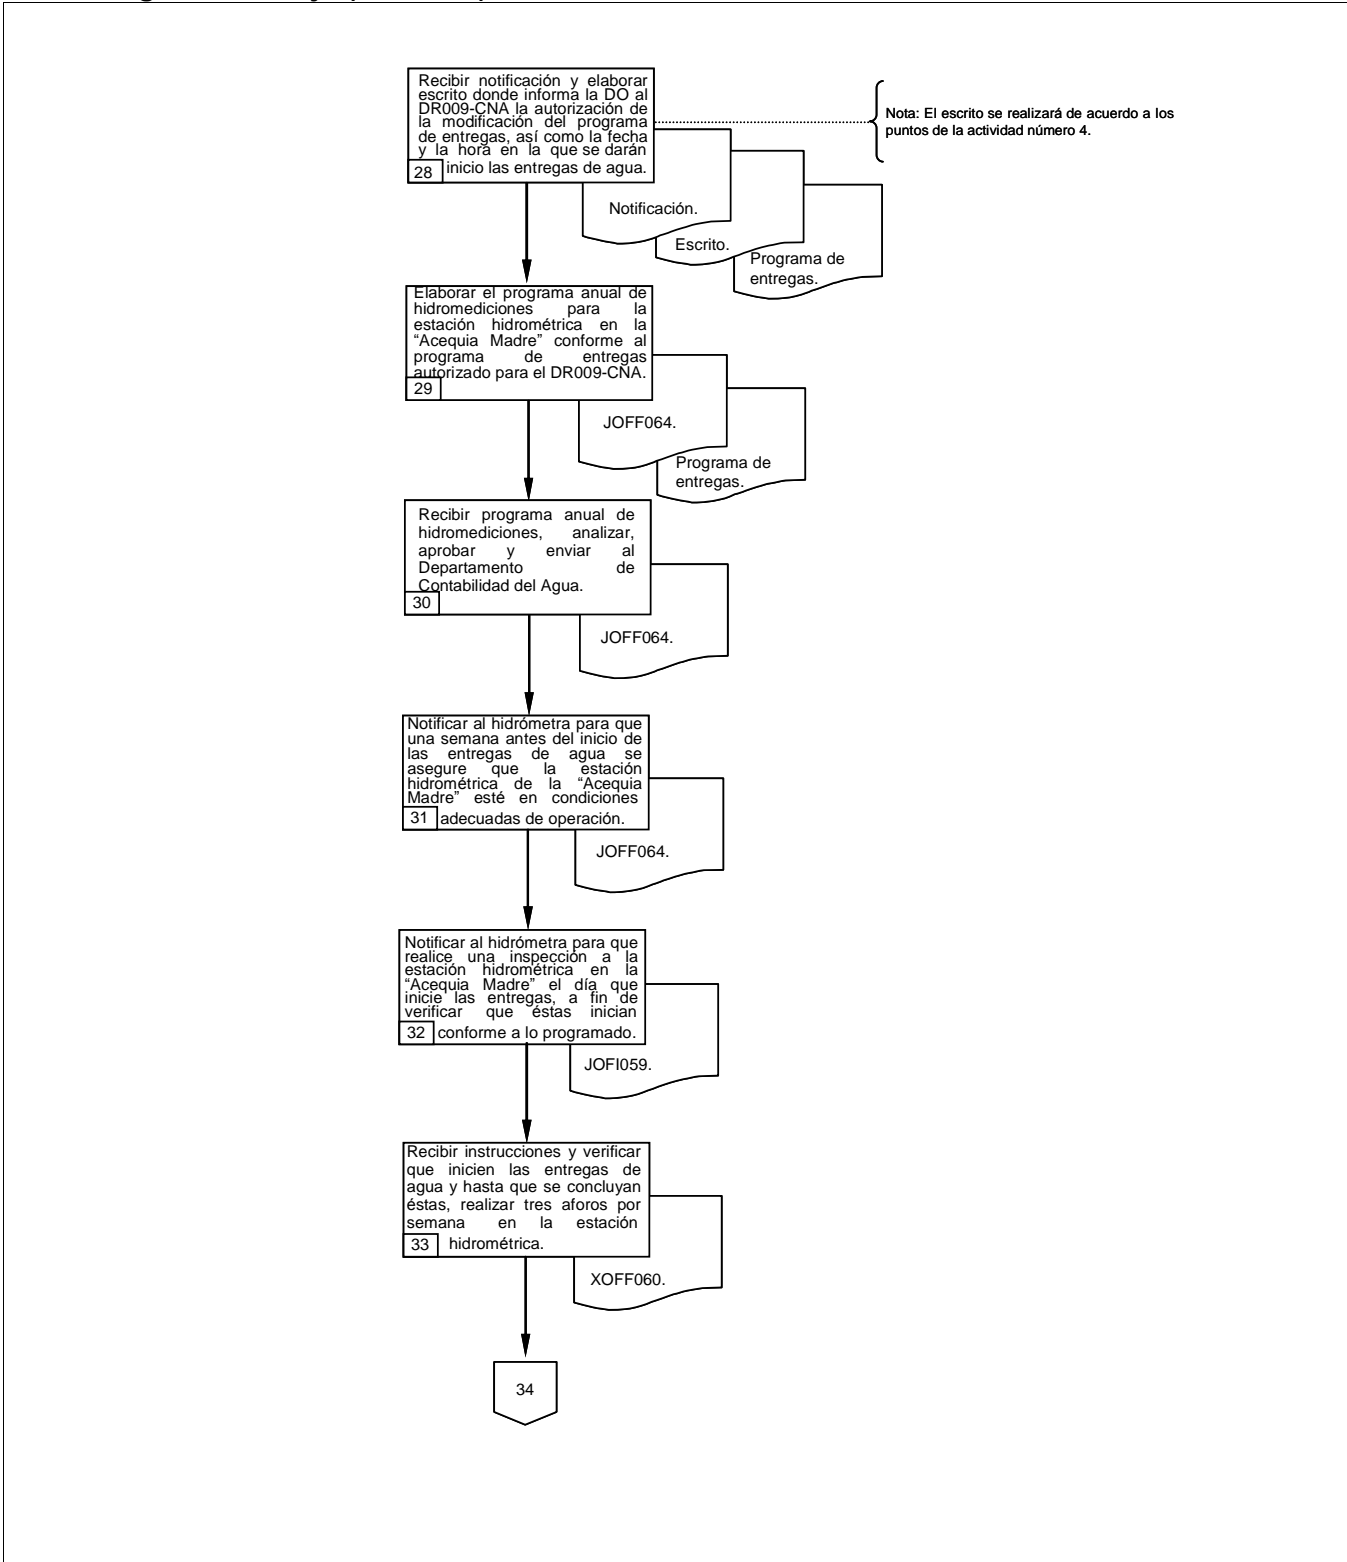 Recibir notificación y elaborar
escrito donde informa la DO al
DR009-CNA la autorización de
la modificación del programa
de entregas, así como la fecha
y la hora en la que se darán
28 inicio las entregas de agua.
Nota: El escrito se realizará de acuerdo a los
puntos de la actividad número 4.
Notificación.
Escrito.
Programa de
entregas.
Elaborar el programa anual de
hidromediciones para la
estación hidrométrica en la
“Acequia Madre” conforme al
programa de entregas
autorizado para el DR009-CNA.
29
JOFF064.
Programa de
entregas.
Recibir programa anual de
hidromediciones, analizar,
aprobar y enviar al
Departamento de
Contabilidad del Agua.
30
JOFF064.
Notificar al hidrómetra para que
una semana antes del inicio de
las entregas de agua se
asegure que la estación
hidrométrica de la “Acequia
Madre” esté en condiciones
31 adecuadas de operación.
JOFF064.
Notificar al hidrómetra para que
realice una inspección a la
estación hidrométrica en la
“Acequia Madre” el día que
inicie las entregas, a fin de
verificar que éstas inician
32 conforme a lo programado.
JOFI059.
Recibir instrucciones y verificar
que inicien las entregas de
agua y hasta que se concluyan
éstas, realizar tres aforos por
semana en la estación
33 hidrométrica.
XOFF060.
34